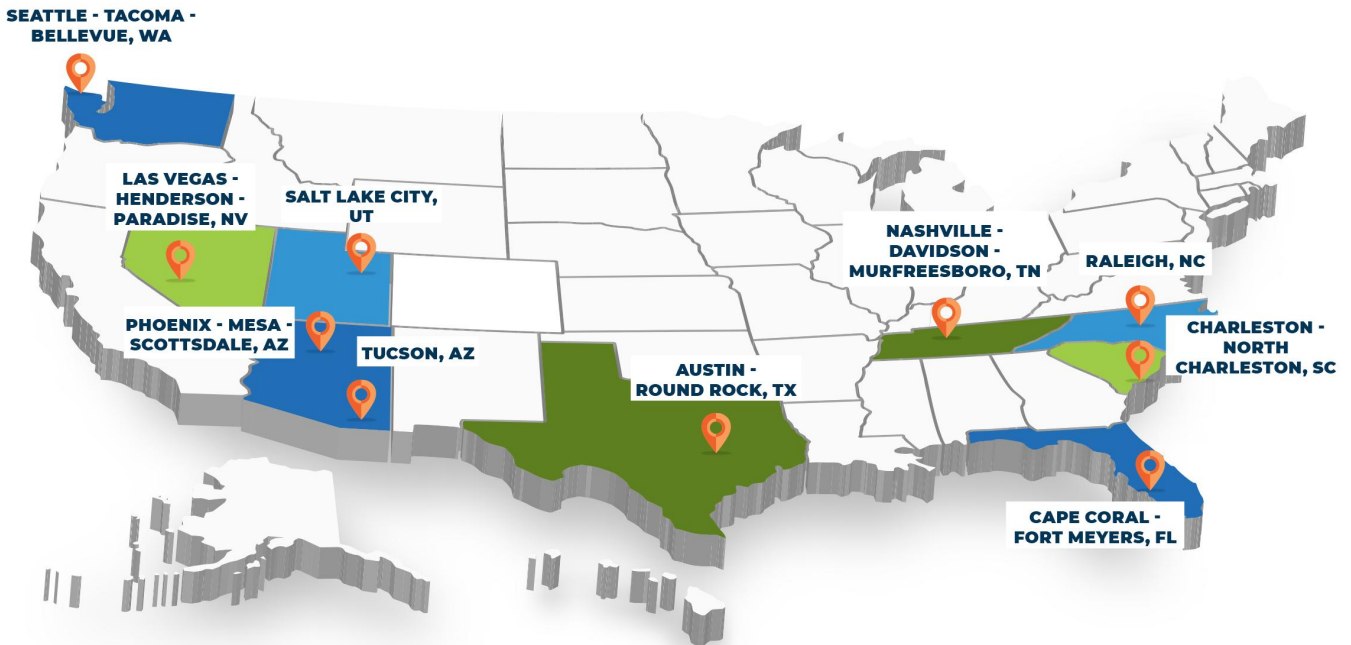 SEATTLE - TACOMA -
BELLEVUE, WA
LAS VEGAS -
HENDERSON -
PARADISE, NV
SALT LAKE CITY,
UT
NASHVILLE -
DAVIDSON -
MURFREESBORO, TN
RALEIGH, NC
PHOENIX - MESA -
SCOTTSDALE, AZ
TUCSON, AZ
CHARLESTON -
NORTH
CHARLESTON, SC
AUSTIN -
ROUND ROCK, TX
CAPE CORAL -
FORT MEYERS, FL